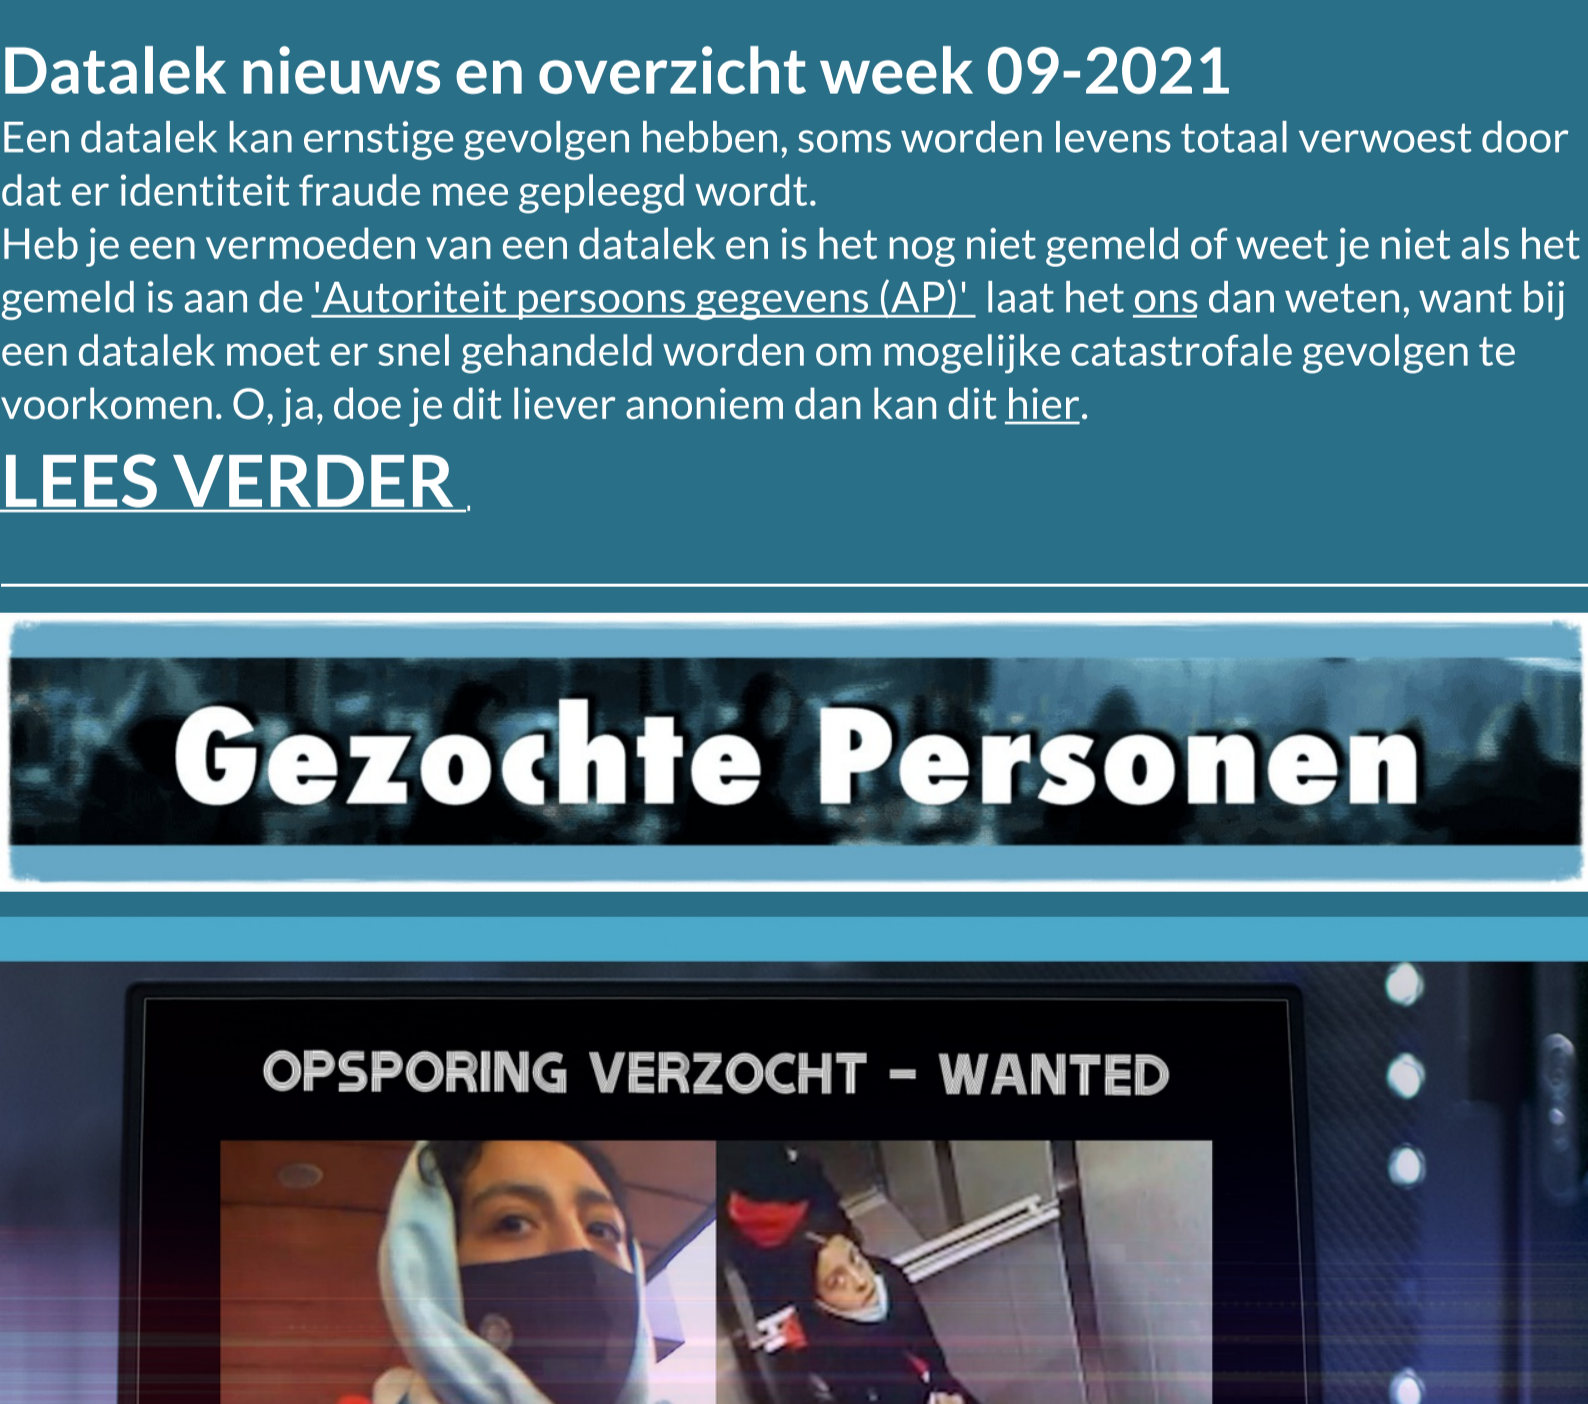 Datalek nieuws en overzicht week 09-2021
Een datalek kan ernstige gevolgen hebben, soms worden levens totaal verwoest door
dat er identiteit fraude mee gepleegd wordt.
Heb je een vermoeden van een datalek en is het nog niet gemeld of weet je niet als het
gemeld is aan de 'Autoriteit persoons gegevens (AP)' laat het ons dan weten, want bij
een datalek moet er snel gehandeld worden om mogelijke catastrofale gevolgen te
voorkomen. O, ja, doe je dit liever anoniem dan kan dit hier.
LEES VERDER .
Gezochte Personen
OPSPORING VERZOCHT - WANTED